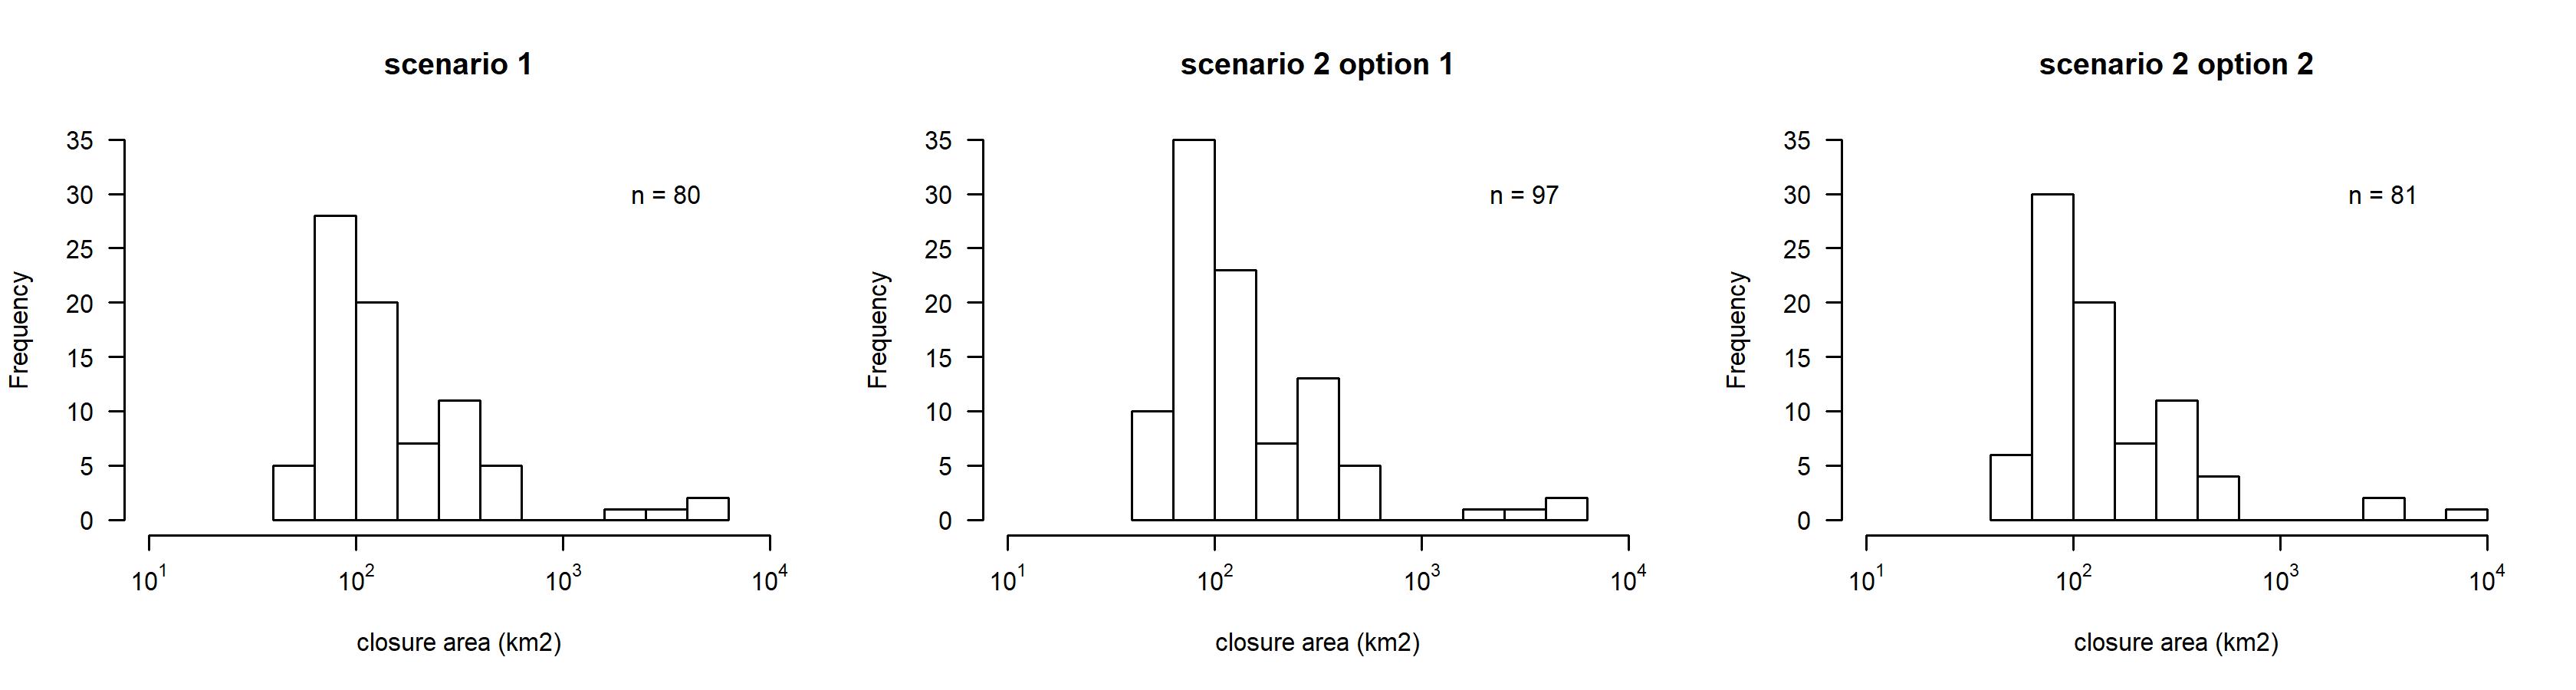 scenario 1
35
30
25
20
15
10
5
0
Frequency
n = 80
10^1 10^2 10^3 10^4
closure area (km2)
scenario 2 option 1
35
30
25
20
15
10
5
0
Frequency
n = 97
10^1 10^2 10^3 10^4
closure area (km2)
scenario 2 option 2
35
30
25
20
15
10
5
0
Frequency
n = 81
10^1 10^2 10^3 10^4
closure area (km2)